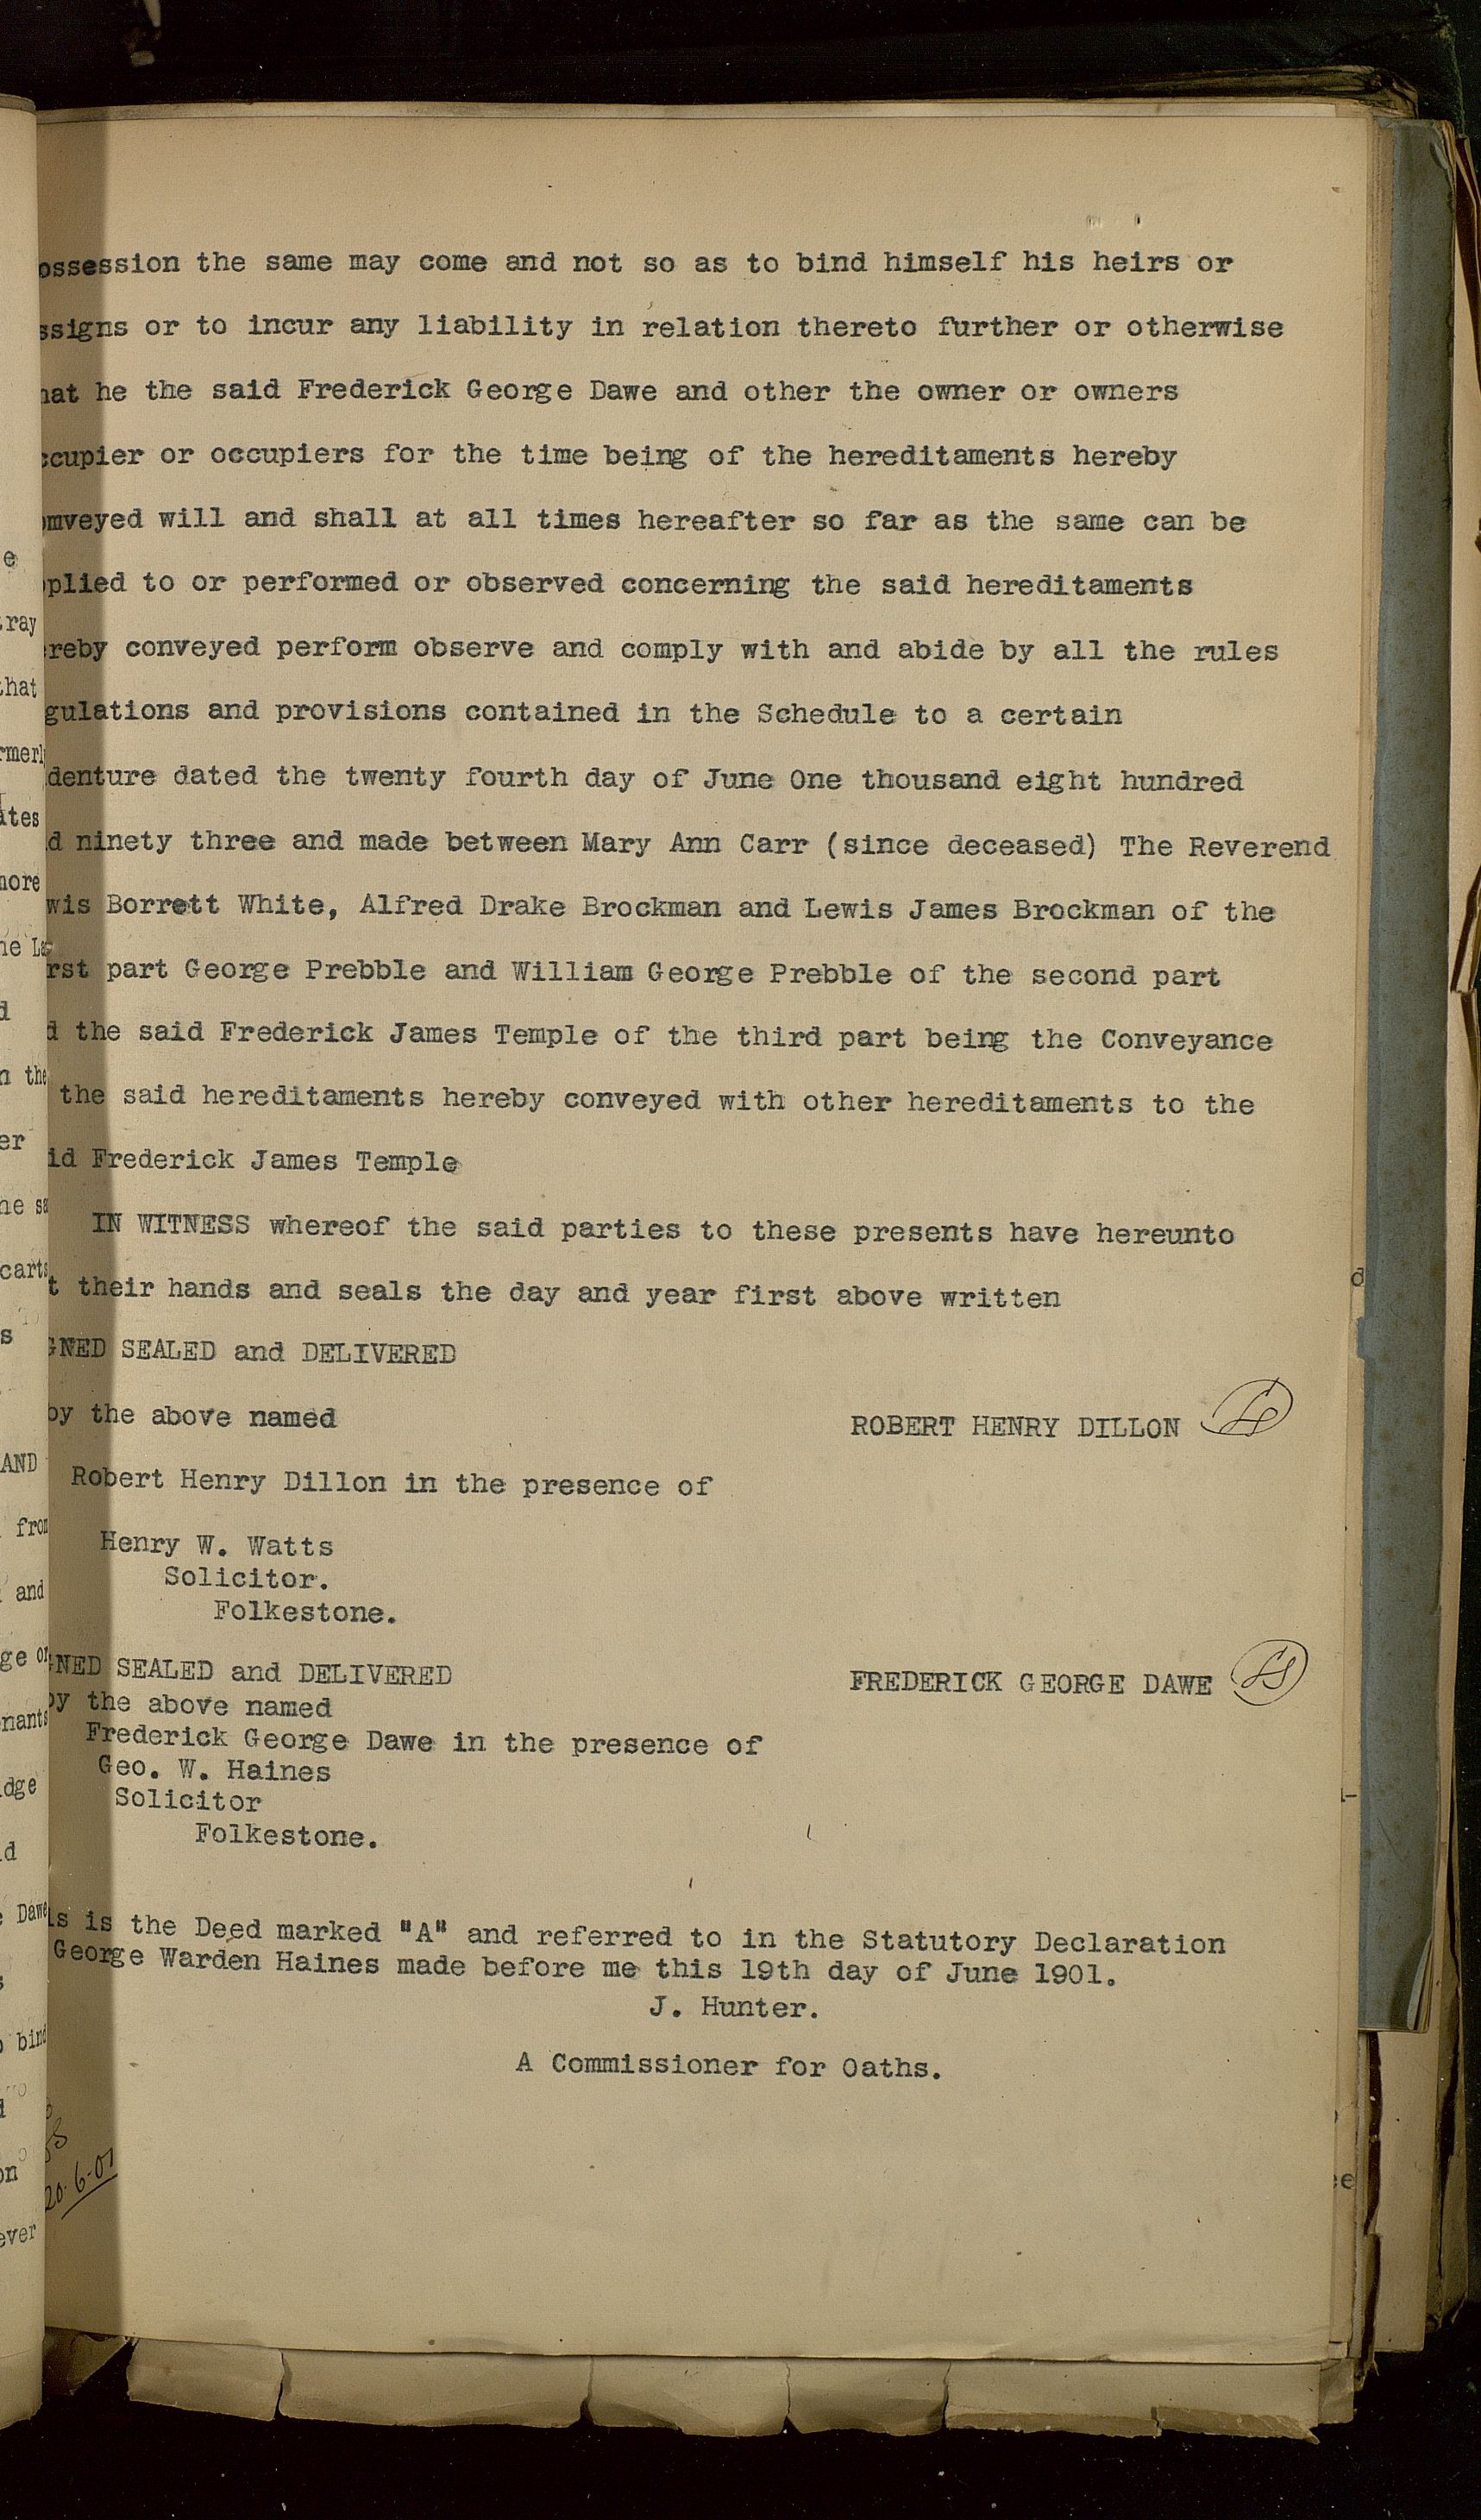 ossession the same may come and not so as to bind himself his heirs or
ssigns or to incur any liability in relation thereto further or otherwise
hat he the said Frederick George Dawe and other the owner or owners
ccupier or occupiers for the time being of the hereditaments hereby
omveyed will and shall at all times hereafter so far as the same can be
pplied to or performed or observed concerning the said hereditaments
ereby conveyed perform observe and comply with and abide by all the rules
gulations and provisions contained in the Schedule to a certain
denture dated the twenty fourth day of June One thousand eight hundred
d ninety three and made between Mary Ann Carr (since deceased) The Reverend
wis Borrett White, Alfred Drake Brockman and Lewis James Brockman of the
rst part George Prebble and William George Prebble of the second part
d the said Frederick James Temple of the third part being the Conveyance
the said hereditaments hereby conveyed with other hereditaments to the
id Frederick James Temple
IN WITNESS whereof the said parties to these presents have hereunto
t their hands and seals the day and year first above written
GNED SEALED and DELIVERED
by the above named
ROBERT HENRY DILLON LS
Robert Henry Dillon in the presence of
Henry W. Watts
Solicitor.
Folkestone.
GNED SEALED and DELIVERED
FREDERICK GEORGE DAWE LS
by the above named
Frederick George Dawe in the presence of
Geo. W. Haines
Solicitor
Folkestone.
is is the Deed marked "A" and referred to in the Statutory Declaration
George Warden Haines made before me this 19th day of June 1901.
J. Hunter.
A Commissioner for Oaths.
20-6-01